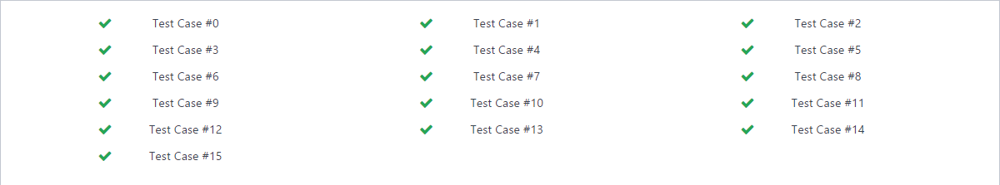 Test Case #0 Test Case #1 Test Case #2
Test Case #3 Test Case #4 Test Case #5
Test Case #6 Test Case #7 Test Case #8
Test Case #9 Test Case #10 Test Case #11
Test Case #12 Test Case #13 Test Case #14
Test Case #15